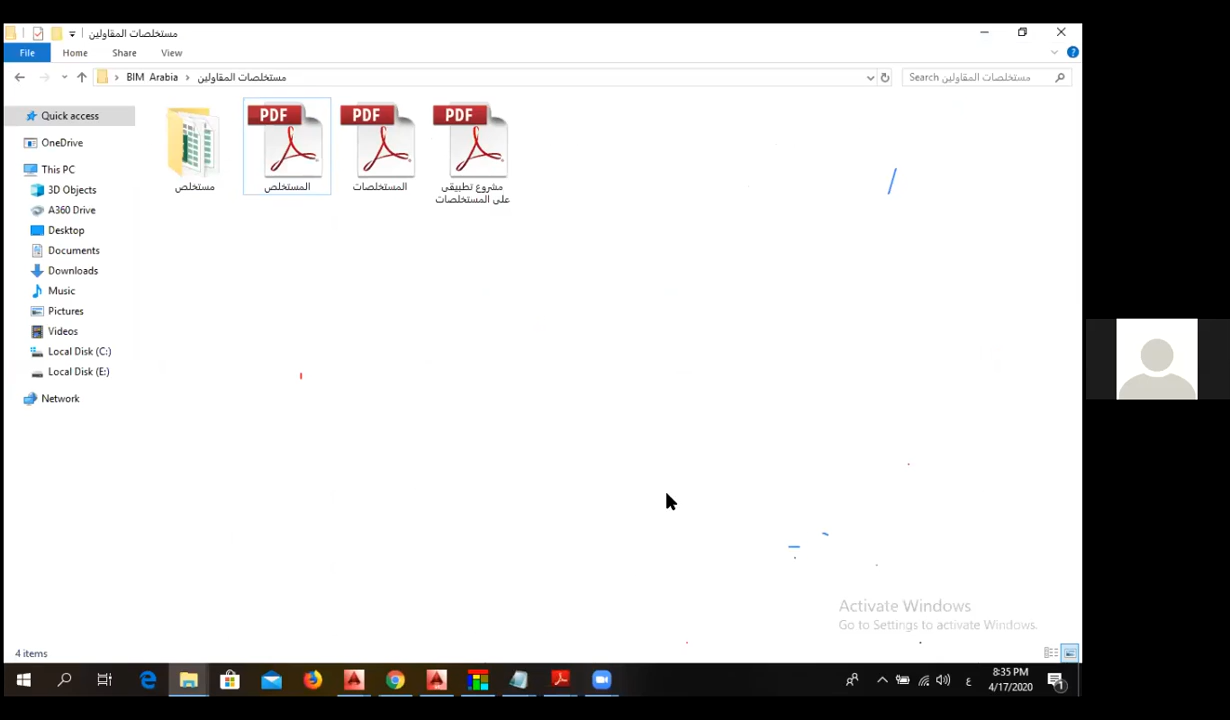 مستخلصات المقاولين
File
Home
Share
View
BIM Arabia
مستخلصات المقاولين
Search مستخلصات المقاولين
Quick access
OneDrive
This PC
3D Objects
A360 Drive
Desktop
Documents
Downloads
Music
Pictures
Videos
Local Disk (C:)
Local Disk (E:)
Network
PDF
PDF
PDF
مستخلص
المستخلص
المستخلصات
مشروع تطبيقى
على المستخلصات
Activate Windows
Go to Settings to activate Windows.
4 items
ع
8:35 PM
4/17/2020
1